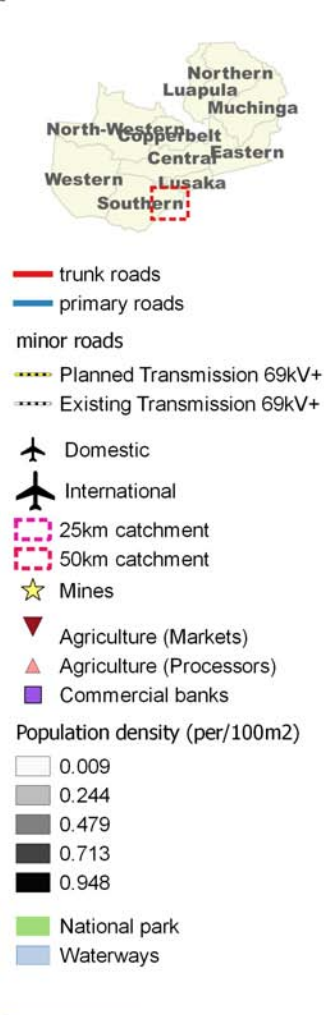 Northern
Luapula
Muchinga
North-Western
Copperbelt
Central
Eastern
Western
Lusaka
Southern
trunk roads
primary roads
minor roads
Planned Transmission 69kV+
Existing Transmission 69kV+
Domestic
International
25km catchment
50km catchment
Mines
Agriculture (Markets)
Agriculture (Processors)
Commercial banks
Population density (per/100m2)
0.009
0.244
0.479
0.713
0.948
National park
Waterways